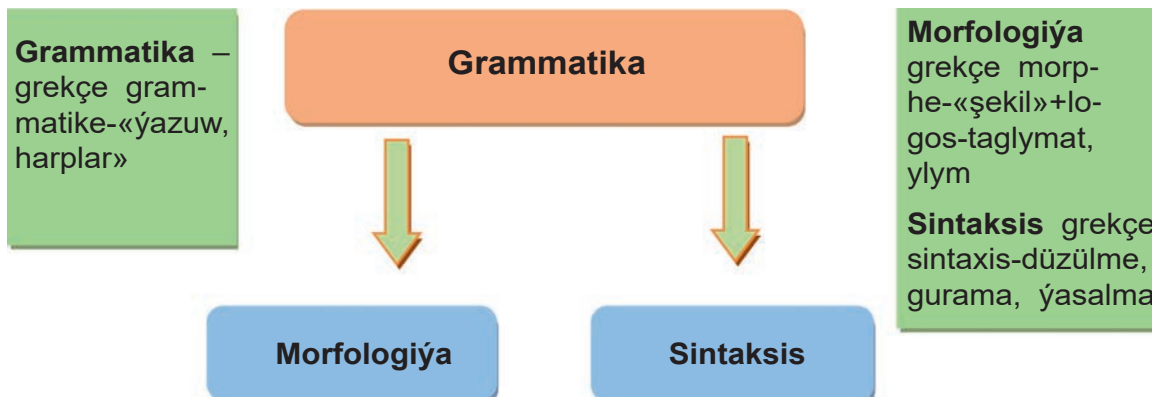 Grammatika –
grekçe gram-
matike-«ýazuw,
harplar»
Grammatika
Morfologiýa
grekçe morp-
he-«şekil»+lo-
gos-taglymat,
ylym
Sintaksis grekçe
sintaxis-düzülme,
gurama, ýasalma
Morfologiýa
Sintaksis